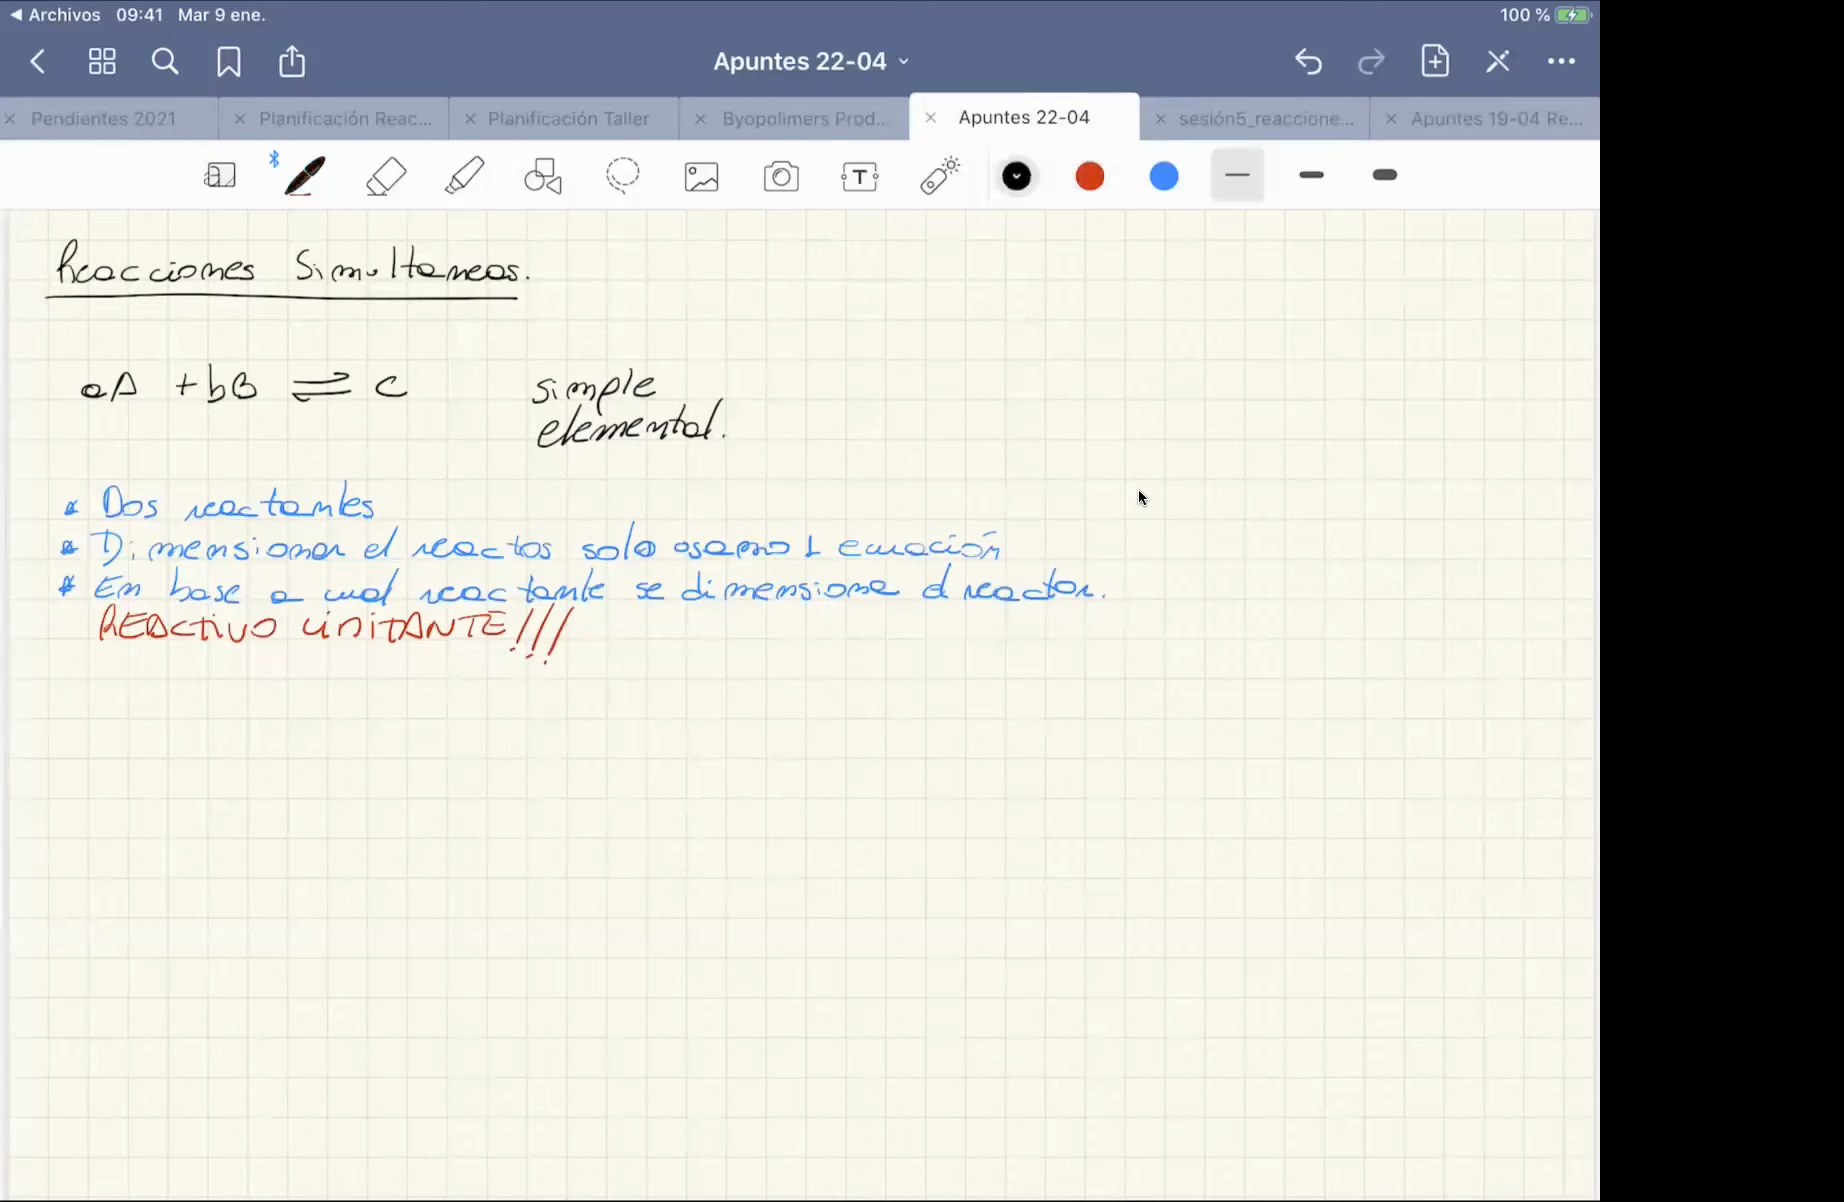 Archivos 09:41 Mar 9 ene. 100 %
Apuntes 22-04
Pendientes 2021 Planificación Reac... Planificación Taller Byopolimers Prod... Apuntes 22-04 sesión5_reaccione... Apuntes 19-04 Re...
T
Reacciones Simultaneas.
aA + bB ⇌ C simple
elemental.
* Dos reactantes
* Dimensionar el reactos solo usamo 1 ecuación
* En base a cual reactante se dimensiona el reactor.
REACTIVO LIMITANTE!!!